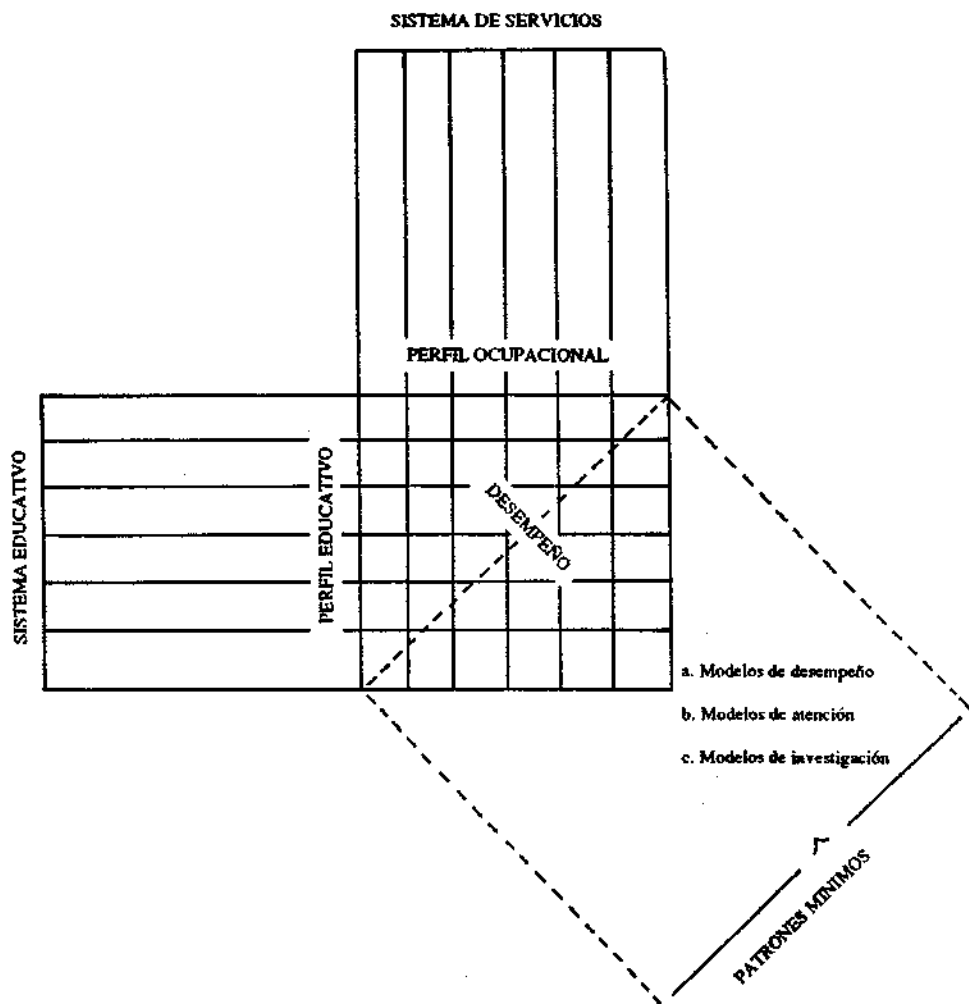 SISTEMA DE SERVICIOS
PERFIL OCUPACIONAL
SISTEMA EDUCATIVO
PERFIL EDUCATIVO
DESEMPEÑO
a. Modelos de desempeño
b. Modelos de atención
c. Modelos de investigación
PATRONES MINIMOS